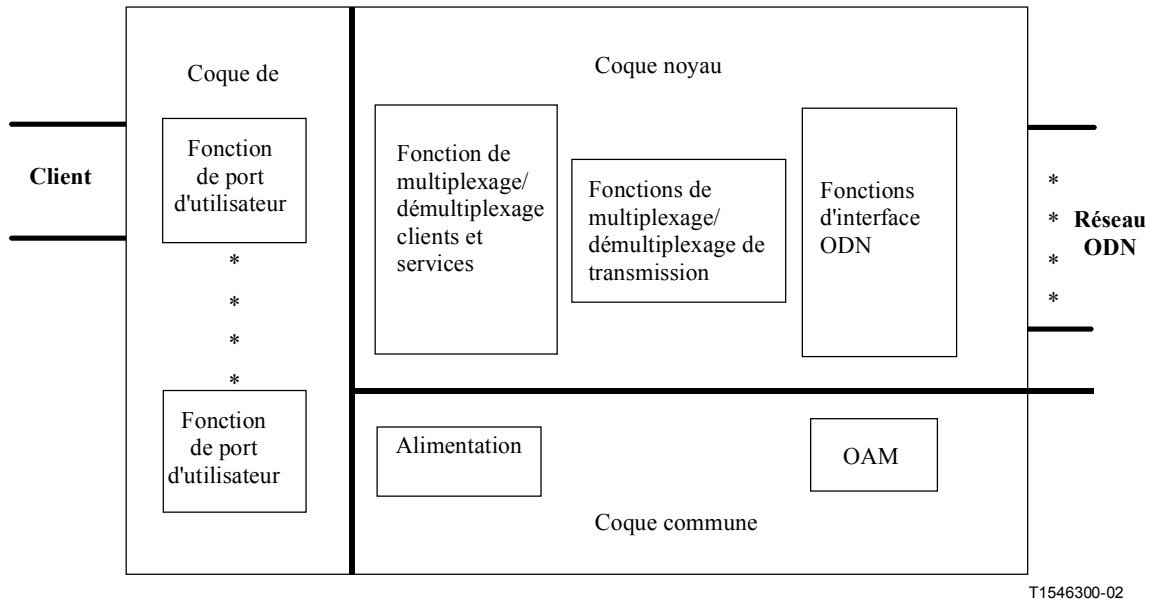 Coque de
Coque noyau
Client
Fonction
de port
d'utilisateur
*
*
*
*
Fonction
de port
d'utilisateur
Fonction de
multiplexage/
démultiplexage
clients et
services
Fonctions de
multiplexage/
démultiplexage de
transmission
Fonctions
d'interface
ODN
*
*
*
*
Réseau
ODN
Alimentation
OAM
Coque commune
T1546300-02